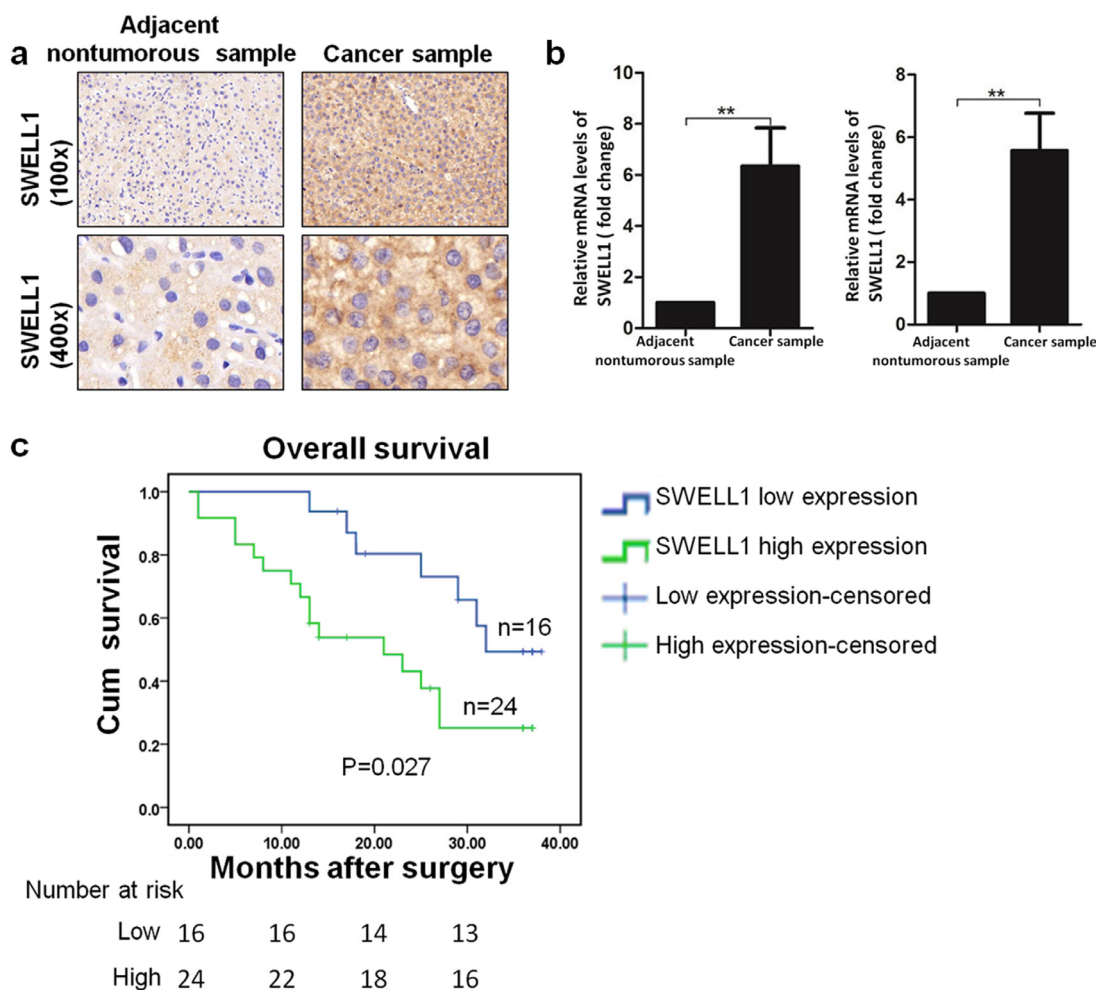 a
Adjacent
nontumorous sample
Cancer sample
SWELL1
(100x)
SWELL1
(400x)
b
Relative mRNA levels of
SWELL1 ( fold change)
10
8
6
4
2
0
**
Adjacent
nontumorous sample
Cancer sample
Relative mRNA levels of
SWELL1 ( fold change)
8
6
4
2
0
**
Adjacent
nontumorous sample
Cancer sample
c
Overall survival
Cum survival
1.0
0.8
0.6
0.4
0.2
0.0
n=16
n=24
P=0.027
0.00 10.00 20.00 30.00 40.00
Months after surgery
SWELL1 low expression
SWELL1 high expression
Low expression-censored
High expression-censored
Number at risk
Low 16 16 14 13
High 24 22 18 16